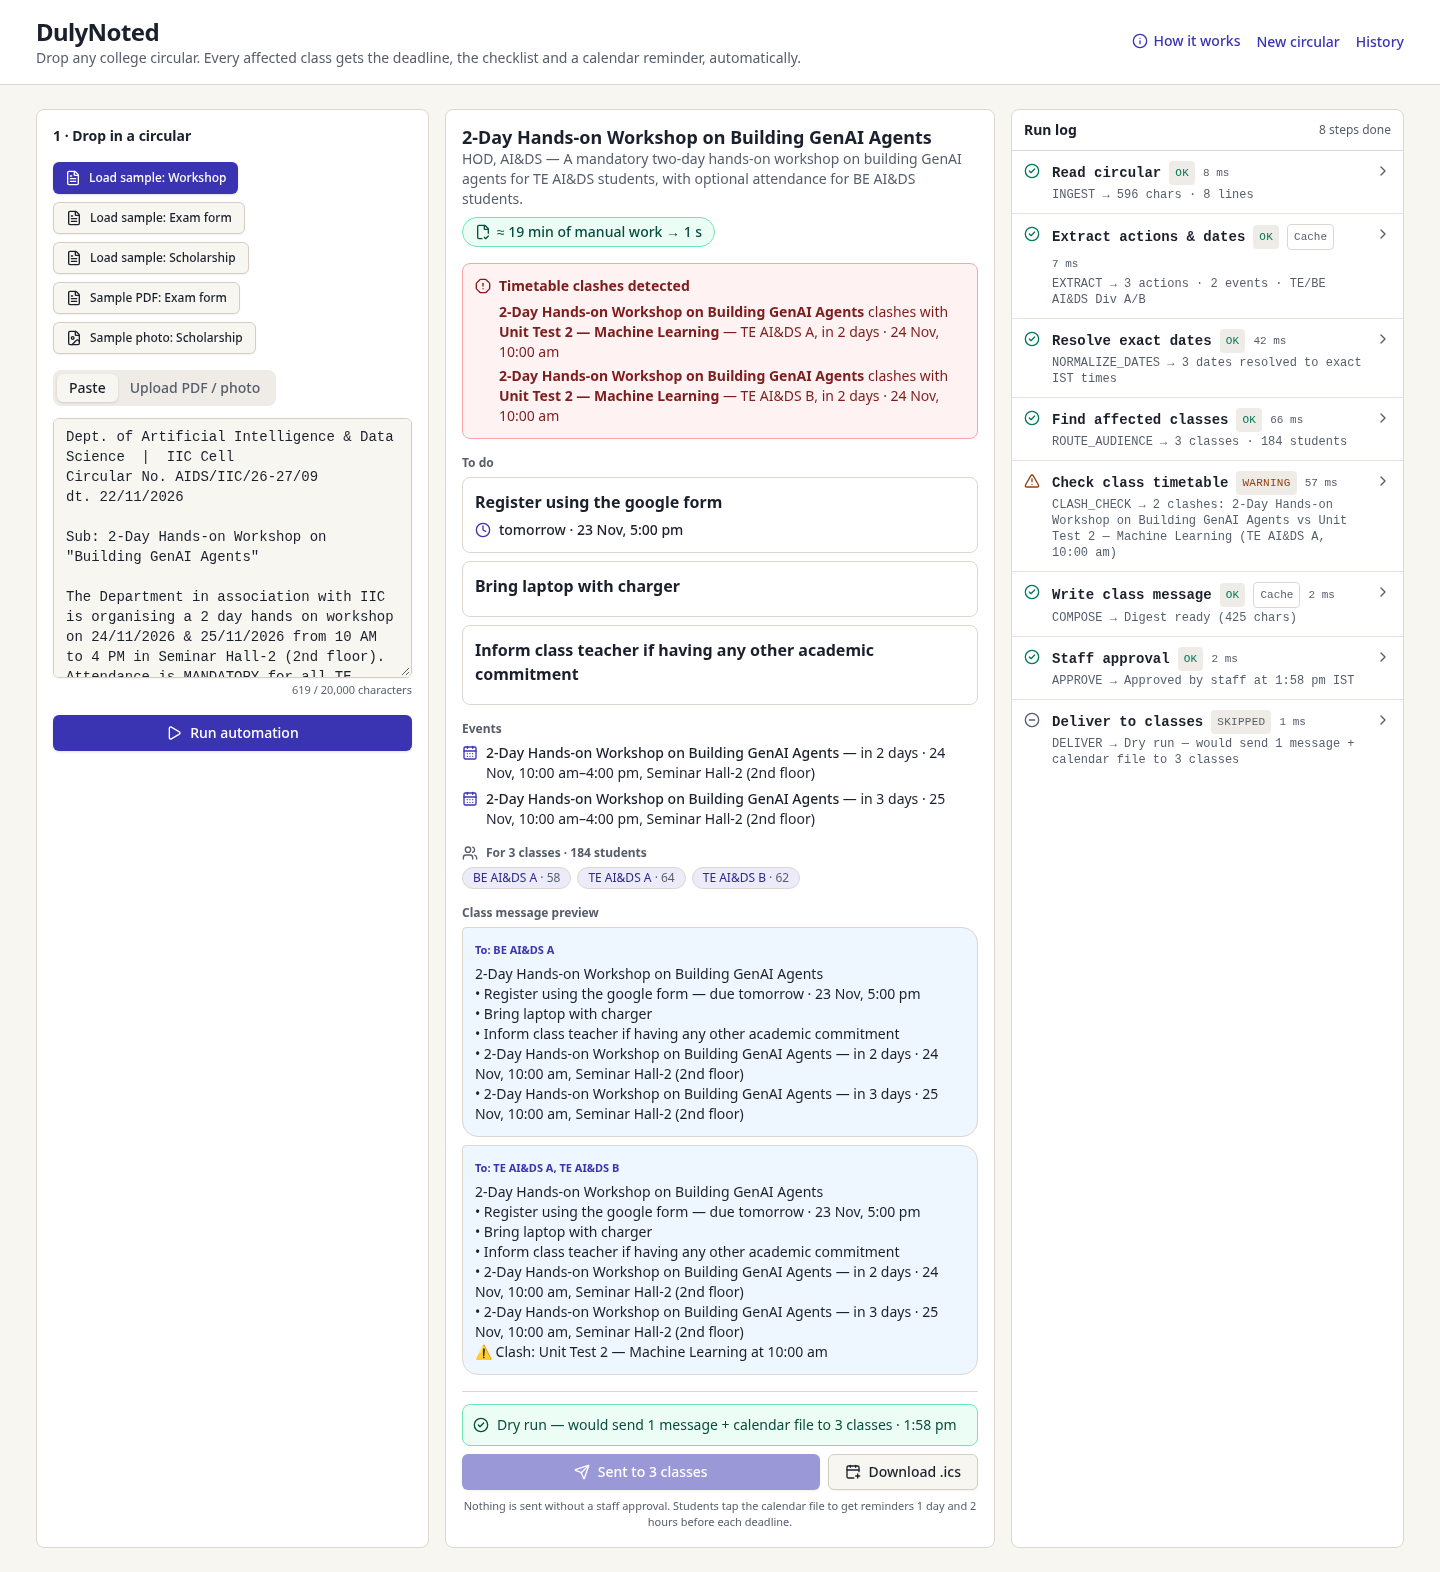 DulyNoted
Drop any college circular. Every affected class gets the deadline, the checklist and a calendar reminder, automatically.
How it works
New circular
History
1 · Drop in a circular
Load sample: Workshop
Load sample: Exam form
Load sample: Scholarship
Sample PDF: Exam form
Sample photo: Scholarship
Paste
Upload PDF / photo
Dept. of Artificial Intelligence & Data
Science  |  IIC Cell
Circular No. AIDS/IIC/26-27/09
dt. 22/11/2026
Sub: 2-Day Hands-on Workshop on
"Building GenAI Agents"
The Department in association with IIC
is organising a 2 day hands on workshop
on 24/11/2026 & 25/11/2026 from 10 AM
to 4 PM in Seminar Hall-2 (2nd floor).
Attendance is MANDATORY for all TE
619 / 20,000 characters
Run automation
2-Day Hands-on Workshop on Building GenAI Agents
HOD, AI&DS — A mandatory two-day hands-on workshop on building GenAI
agents for TE AI&DS students, with optional attendance for BE AI&DS
students.
≈ 19 min of manual work → 1 s
Timetable clashes detected
2-Day Hands-on Workshop on Building GenAI Agents clashes with
Unit Test 2 — Machine Learning — TE AI&DS A, in 2 days · 24 Nov,
10:00 am
2-Day Hands-on Workshop on Building GenAI Agents clashes with
Unit Test 2 — Machine Learning — TE AI&DS B, in 2 days · 24 Nov,
10:00 am
To do
Register using the google form
tomorrow · 23 Nov, 5:00 pm
Bring laptop with charger
Inform class teacher if having any other academic
commitment
Events
2-Day Hands-on Workshop on Building GenAI Agents — in 2 days · 24
Nov, 10:00 am–4:00 pm, Seminar Hall-2 (2nd floor)
2-Day Hands-on Workshop on Building GenAI Agents — in 3 days · 25
Nov, 10:00 am–4:00 pm, Seminar Hall-2 (2nd floor)
For 3 classes · 184 students
BE AI&DS A · 58
TE AI&DS A · 64
TE AI&DS B · 62
Class message preview
To: BE AI&DS A
2-Day Hands-on Workshop on Building GenAI Agents
• Register using the google form — due tomorrow · 23 Nov, 5:00 pm
• Bring laptop with charger
• Inform class teacher if having any other academic commitment
• 2-Day Hands-on Workshop on Building GenAI Agents — in 2 days · 24
Nov, 10:00 am, Seminar Hall-2 (2nd floor)
• 2-Day Hands-on Workshop on Building GenAI Agents — in 3 days · 25
Nov, 10:00 am, Seminar Hall-2 (2nd floor)
To: TE AI&DS A, TE AI&DS B
2-Day Hands-on Workshop on Building GenAI Agents
• Register using the google form — due tomorrow · 23 Nov, 5:00 pm
• Bring laptop with charger
• Inform class teacher if having any other academic commitment
• 2-Day Hands-on Workshop on Building GenAI Agents — in 2 days · 24
Nov, 10:00 am, Seminar Hall-2 (2nd floor)
• 2-Day Hands-on Workshop on Building GenAI Agents — in 3 days · 25
Nov, 10:00 am, Seminar Hall-2 (2nd floor)
⚠️ Clash: Unit Test 2 — Machine Learning at 10:00 am
Dry run — would send 1 message + calendar file to 3 classes · 1:58 pm
Sent to 3 classes
Download .ics
Nothing is sent without a staff approval. Students tap the calendar file to get reminders 1 day and 2
hours before each deadline.
Run log
8 steps done
Read circular OK 8 ms
INGEST → 596 chars · 8 lines
Extract actions & dates OK Cache
7 ms
EXTRACT → 3 actions · 2 events · TE/BE
AI&DS Div A/B
Resolve exact dates OK 42 ms
NORMALIZE_DATES → 3 dates resolved to exact
IST times
Find affected classes OK 66 ms
ROUTE_AUDIENCE → 3 classes · 184 students
Check class timetable WARNING 57 ms
CLASH_CHECK → 2 clashes: 2-Day Hands-on
Workshop on Building GenAI Agents vs Unit
Test 2 — Machine Learning (TE AI&DS A,
10:00 am)
Write class message OK Cache 2 ms
COMPOSE → Digest ready (425 chars)
Staff approval OK 2 ms
APPROVE → Approved by staff at 1:58 pm IST
Deliver to classes SKIPPED 1 ms
DELIVER → Dry run — would send 1 message +
calendar file to 3 classes